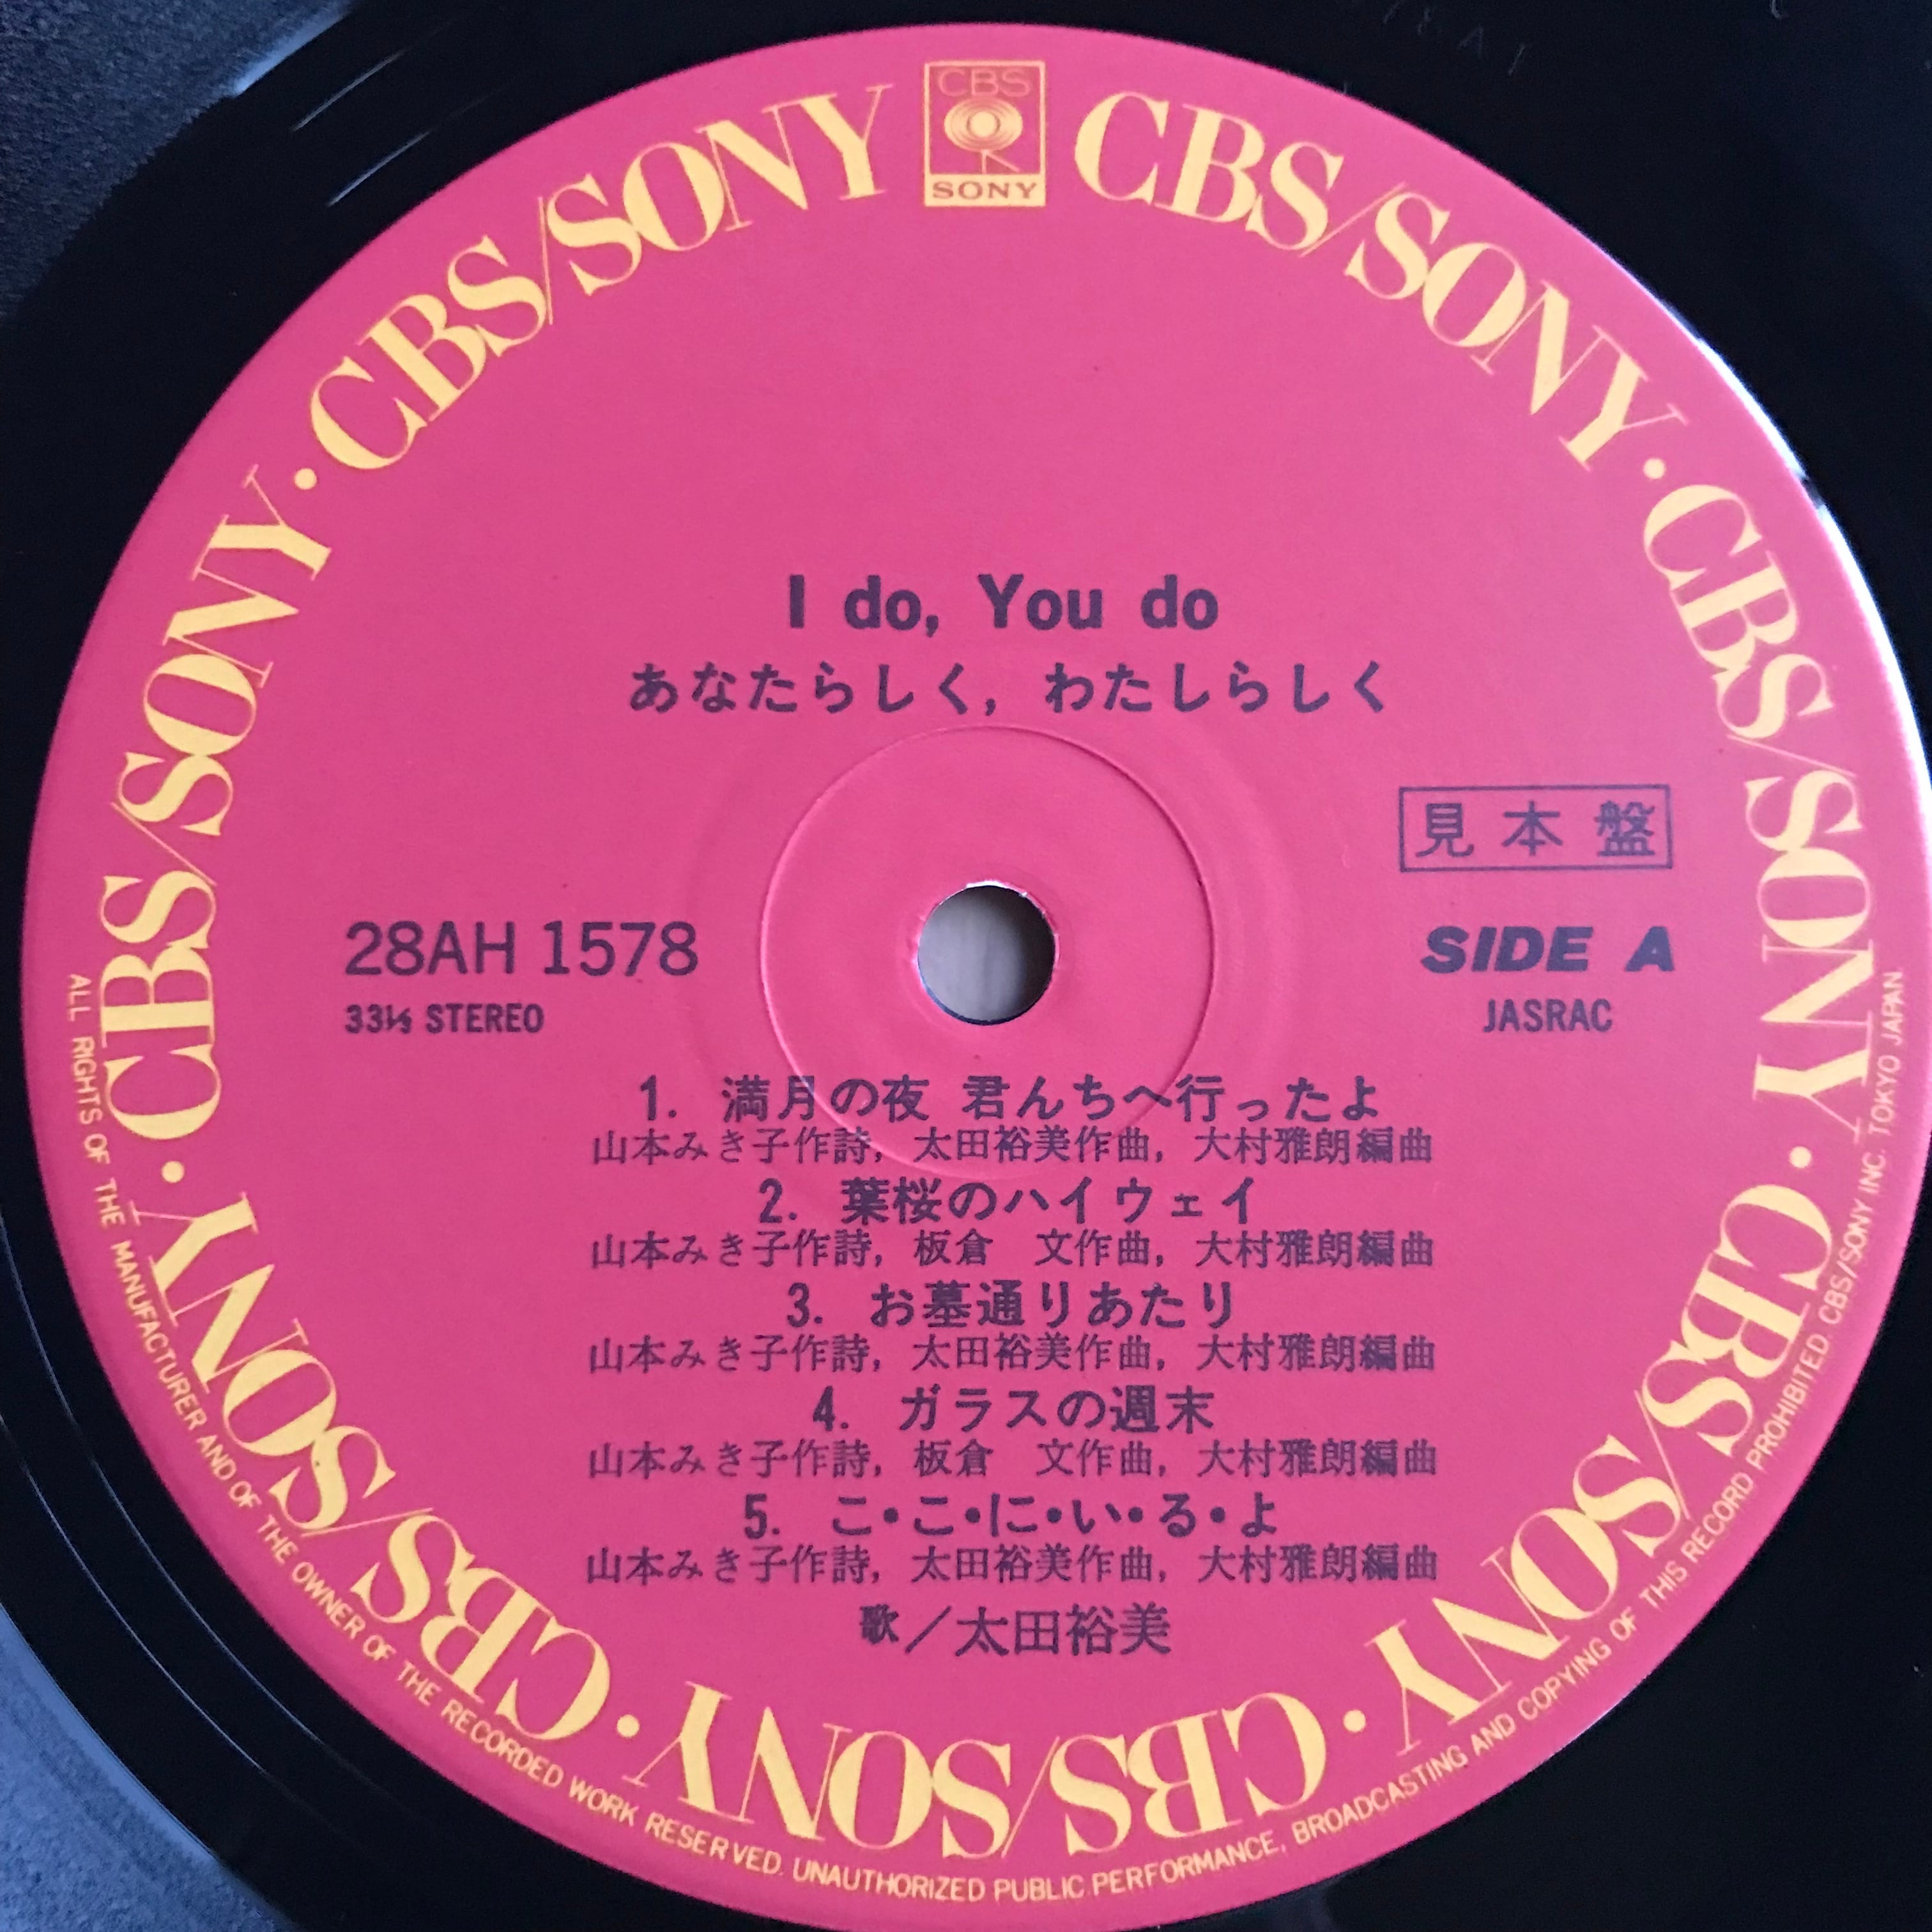 CBS
SONY
CBS/SONY · CBS/SONY · CBS/SONY · CBS/SONY · CBS/SONY · CBS/SONY · CBS/SONY · CBS/SONY
I do, You do
あなたらしく, わたしらしく
見本盤
28AH 1578
SIDE A
33⅓ STEREO
JASRAC
1. 満月の夜 君んちへ行ったよ
山本みき子作詩, 太田裕美作曲, 大村雅朗編曲
2. 葉桜のハイウェイ
山本みき子作詩, 板倉 文作曲, 大村雅朗編曲
3. お墓通りあたり
山本みき子作詩, 太田裕美作曲, 大村雅朗編曲
4. ガラスの週末
山本みき子作詩, 板倉 文作曲, 大村雅朗編曲
5. こ・こ・に・い・る・よ
山本みき子作詩, 太田裕美作曲, 大村雅朗編曲
歌／太田裕美
ALL RIGHTS OF THE MANUFACTURER AND OF THE OWNER OF THE RECORDED WORK RESERVED. UNAUTHORIZED PUBLIC PERFORMANCE, BROADCASTING AND COPYING OF THIS RECORD PROHIBITED. CBS/SONY INC. TOKYO JAPAN